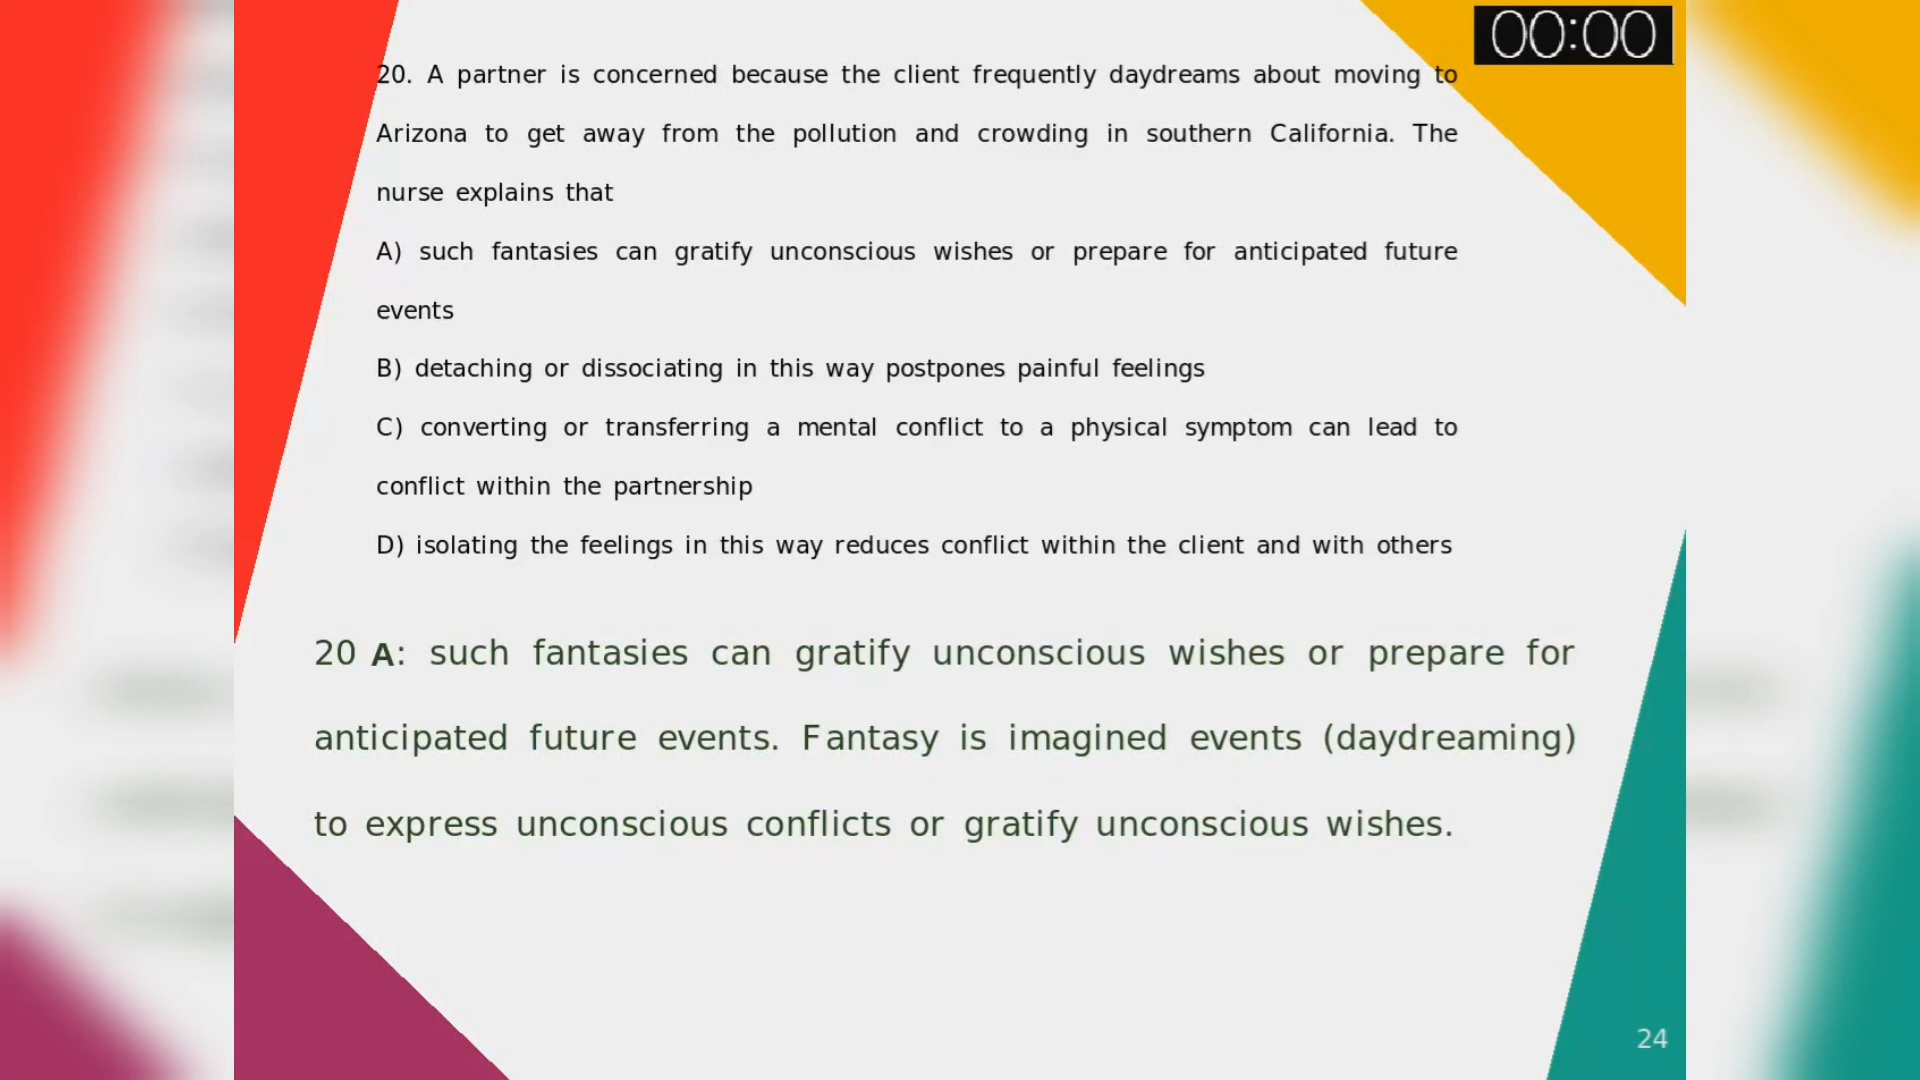 00:00
20. A partner is concerned because the client frequently daydreams about moving to
Arizona to get away from the pollution and crowding in southern California. The
nurse explains that
A) such fantasies can gratify unconscious wishes or prepare for anticipated future
events
B) detaching or dissociating in this way postpones painful feelings
C) converting or transferring a mental conflict to a physical symptom can lead to
conflict within the partnership
D) isolating the feelings in this way reduces conflict within the client and with others
20 A: such fantasies can gratify unconscious wishes or prepare for
anticipated future events. Fantasy is imagined events (daydreaming)
to express unconscious conflicts or gratify unconscious wishes.
24